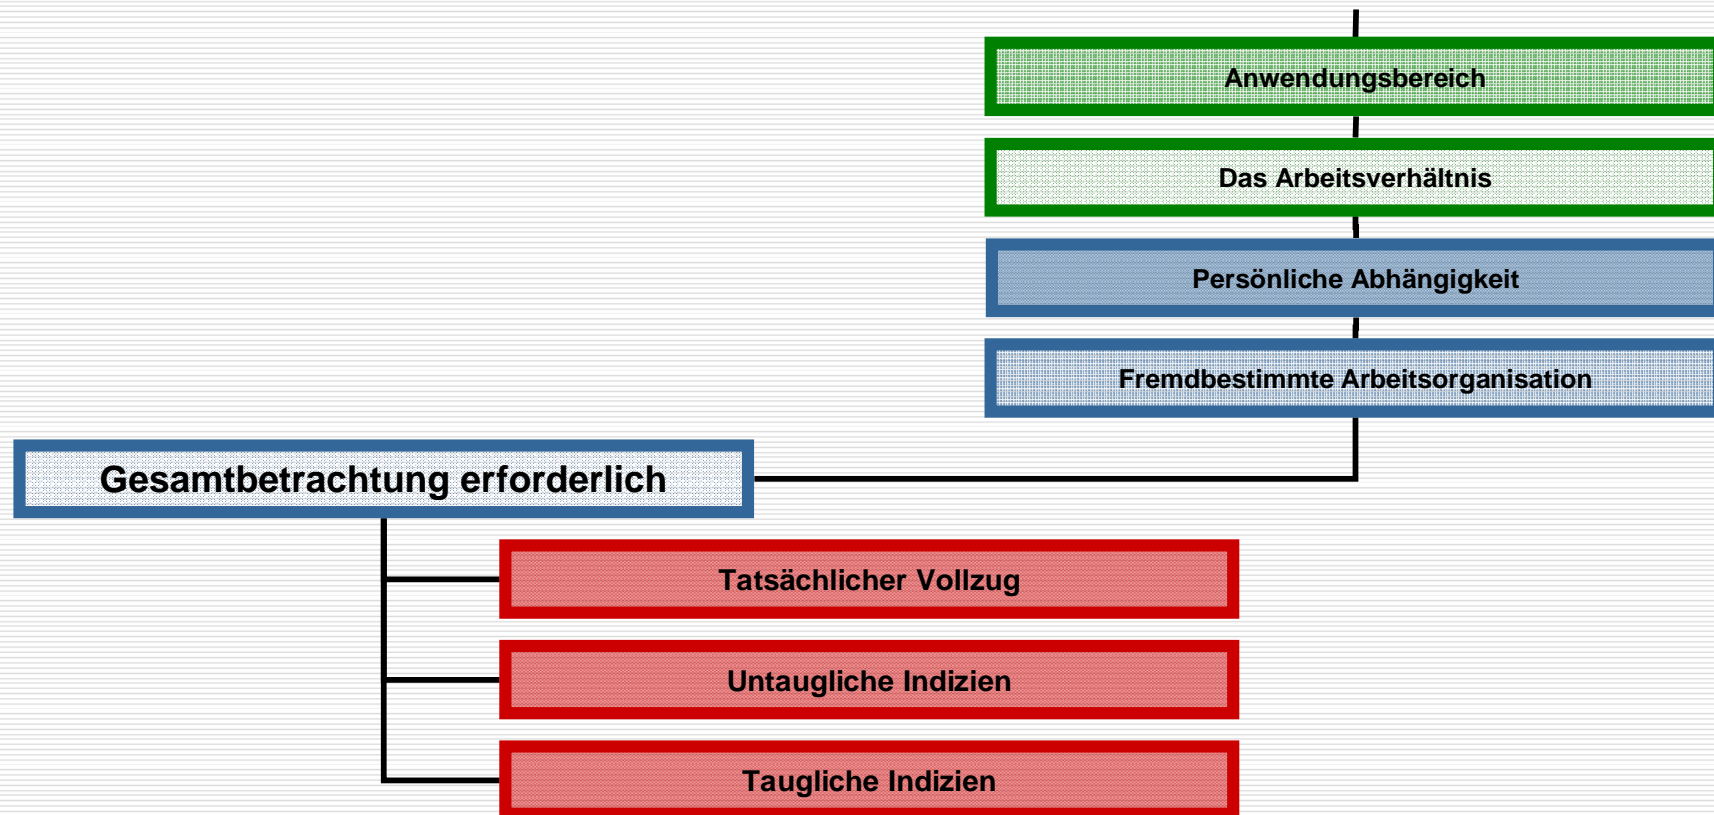 Anwendungsbereich
Das Arbeitsverhältnis
Persönliche Abhängigkeit
Fremdbestimmte Arbeitsorganisation
Gesamtbetrachtung erforderlich
Tatsächlicher Vollzug
Untaugliche Indizien
Taugliche Indizien